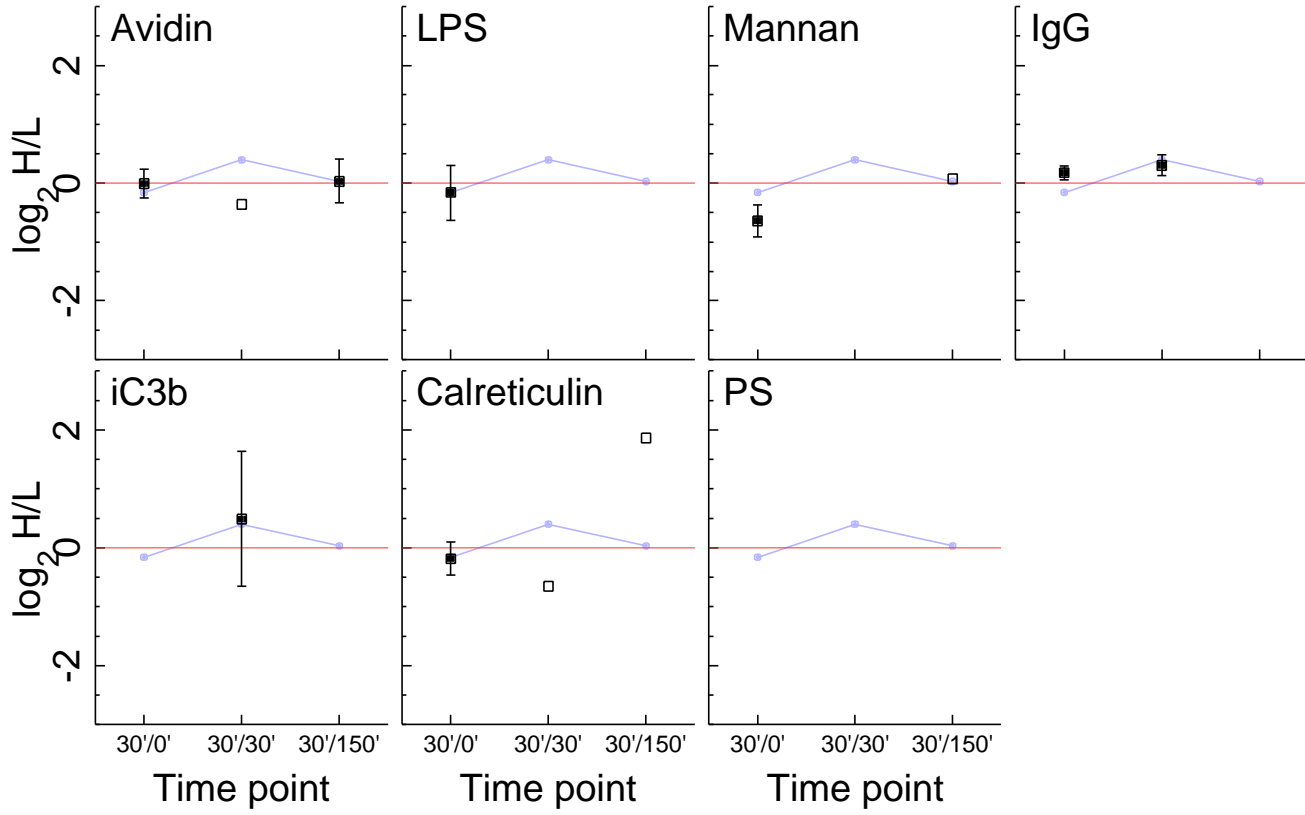 Avidin LPS Mannan IgG
2
log2 H/L
0
-2
iC3b Calreticulin PS
2
log2 H/L
0
-2
30'/0' 30'/30' 30'/150' 30'/0' 30'/30' 30'/150' 30'/0' 30'/30' 30'/150'
Time point Time point Time point